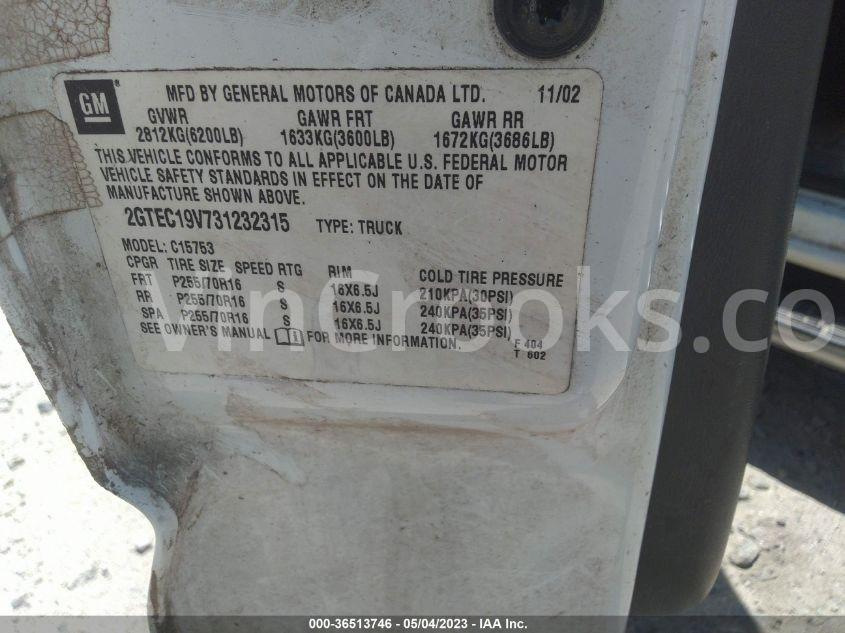 GM
MFD BY GENERAL MOTORS OF CANADA LTD. 11/02
GVWR GAWR FRT GAWR RR
2812KG(6200LB) 1633KG(3600LB) 1672KG(3686LB)
THIS VEHICLE CONFORMS TO ALL APPLICABLE U.S. FEDERAL MOTOR
VEHICLE SAFETY STANDARDS IN EFFECT ON THE DATE OF
MANUFACTURE SHOWN ABOVE.
2GTEC19V731232315 TYPE: TRUCK
MODEL: C15753
CPGR TIRE SIZE SPEED RTG RIM COLD TIRE PRESSURE
FRT P255/70R16 S 16X6.5J 210KPA(30PSI)
RR P255/70R16 S 16X6.5J 240KPA(35PSI)
SPA P255/70R16 S 16X6.5J 240KPA(35PSI)
SEE OWNER'S MANUAL FOR MORE INFORMATION.
F 404
T 602
VinCrooks.co
000-36513746 - 05/04/2023 - IAA Inc.